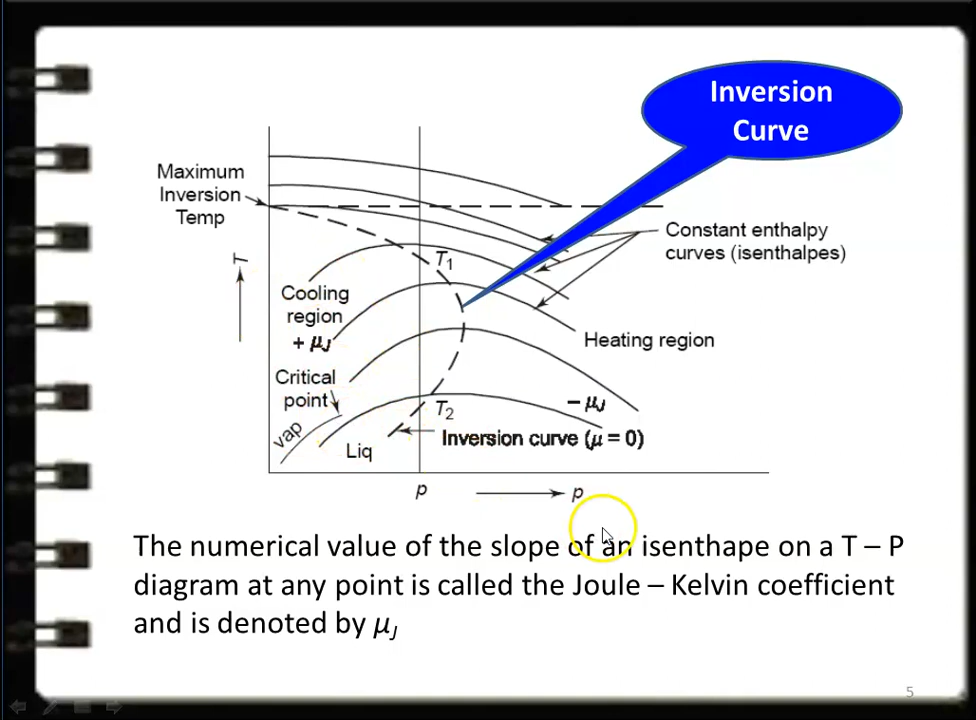 Inversion
Curve
Maximum
Inversion
Temp
T
Constant enthalpy
curves (isenthalpes)
T1
Cooling
region
+ μJ
Heating region
Critical
point
− μJ
T2
vap
Liq
Inversion curve (μ = 0)
p
p
The numerical value of the slope of an isenthape on a T – P
diagram at any point is called the Joule – Kelvin coefficient
and is denoted by μJ
5